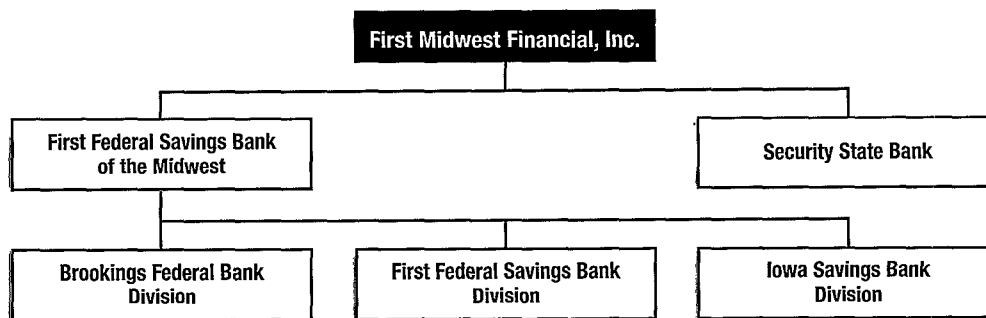 First Midwest Financial, Inc.
First Federal Savings Bank
of the Midwest
Security State Bank
Brookings Federal Bank
Division
First Federal Savings Bank
Division
Iowa Savings Bank
Division